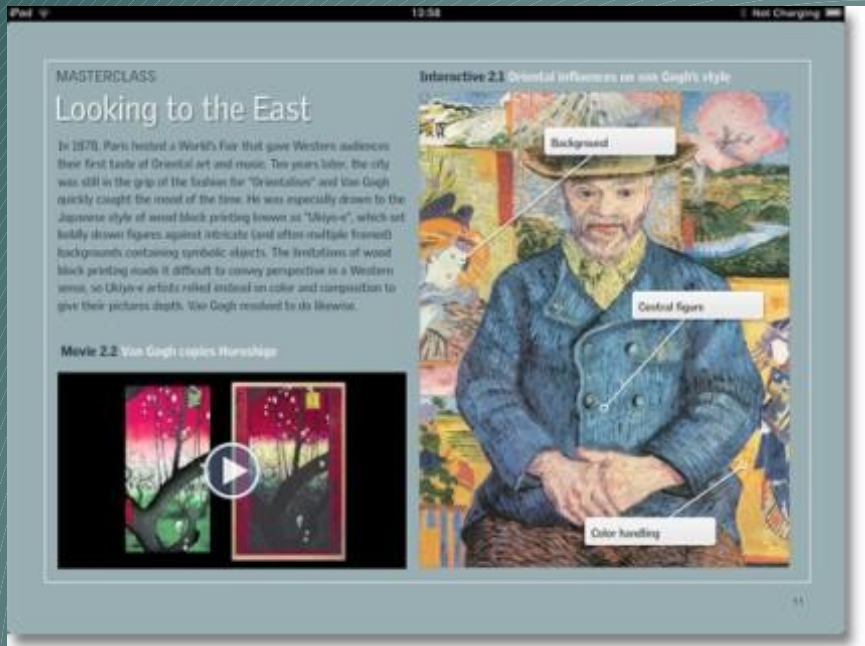 iPad 13:58 Not Charging
MASTERCLASS
Looking to the East
In 1878, Paris hosted a World's Fair that gave Western audiences
their first taste of Oriental art and music. Ten years later, the city
was still in the grip of the fashion for "Orientalism" and Van Gogh
quickly caught the mood of the time. He was especially drawn to the
Japanese style of wood block printing known as "Ukiyo-e", which set
boldly drawn figures against intricate (and often multiple framed)
backgrounds containing symbolic objects. The limitations of wood
block printing made it difficult to convey perspective in a Western
sense, so Ukiyo-e artists relied instead on color and composition to
give their pictures depth. Van Gogh resolved to do likewise.
Movie 2.2 Van Gogh copies Hiroshige
Interactive 2.1 Oriental influences on van Gogh's style
Background
Central figure
Color handling
11